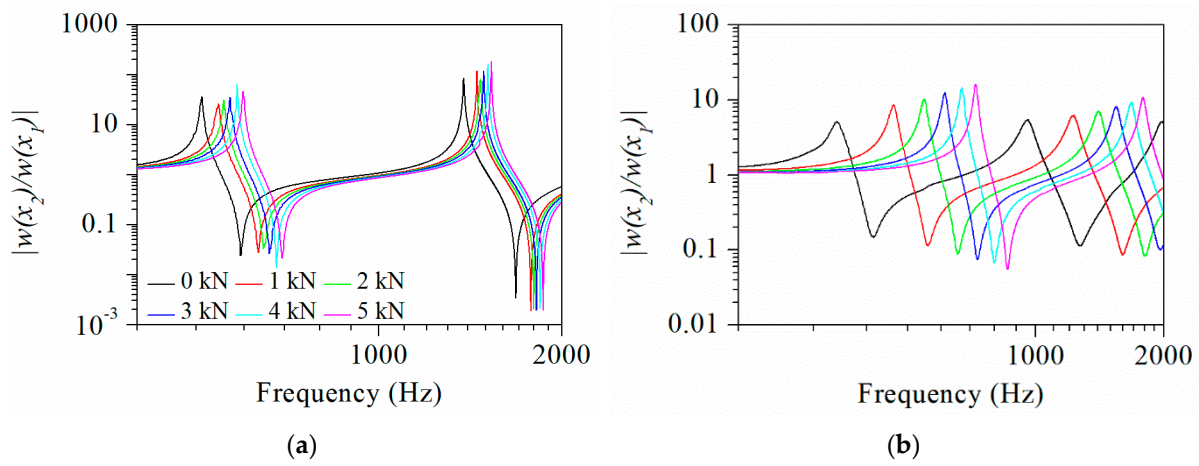 1000
10
0.1
10⁻³
|w(x₂)/w(x₁)|
0 kN 1 kN 2 kN
3 kN 4 kN 5 kN
1000 2000
Frequency (Hz)
(a)
100
10
1
0.1
0.01
|w(x₂)/w(x₁)|
1000 2000
Frequency (Hz)
(b)